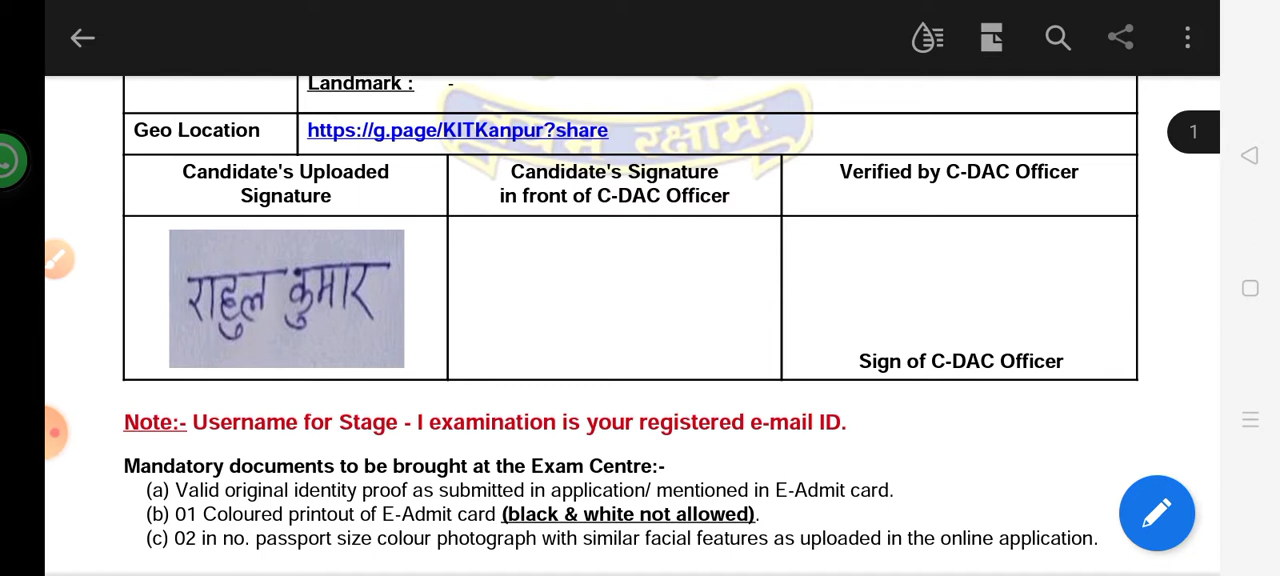 Landmark : -
1
Geo Location https://g.page/KITKanpur?share
वयम रक्षामः
Candidate's Uploaded Signature
Candidate's Signature in front of C-DAC Officer
Verified by C-DAC Officer
राहुल कुमार
Sign of C-DAC Officer
Note:- Username for Stage - I examination is your registered e-mail ID.
Mandatory documents to be brought at the Exam Centre:-
(a) Valid original identity proof as submitted in application/ mentioned in E-Admit card.
(b) 01 Coloured printout of E-Admit card (black & white not allowed).
(c) 02 in no. passport size colour photograph with similar facial features as uploaded in the online application.